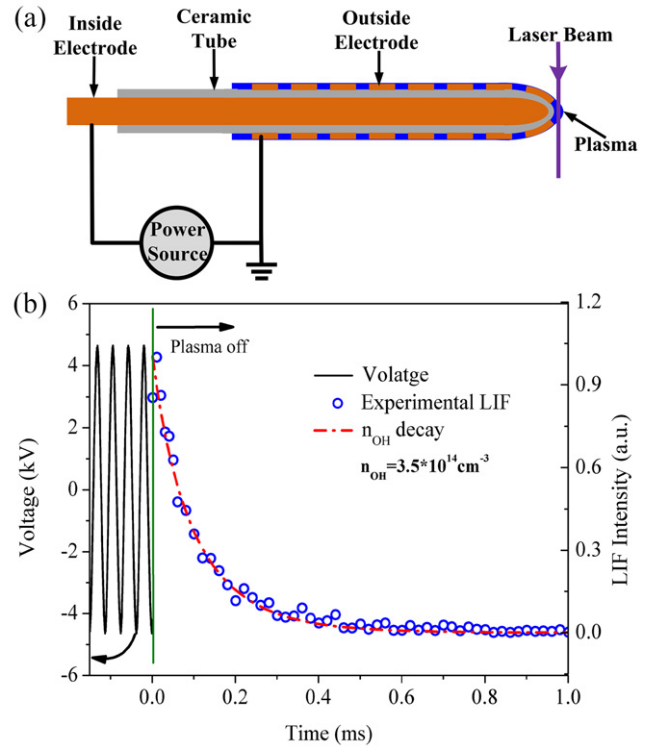 (a)
Inside
Electrode
Ceramic
Tube
Outside
Electrode
Laser Beam
Plasma
Power
Source
(b)
Plasma off
Volatge
Experimental LIF
n_OH decay
n_OH=3.5*10^14cm^-3
Voltage (kV)
6
4
2
0
-2
-4
-6
LIF Intensity (a.u.)
1.2
0.9
0.6
0.3
0.0
0.0 0.2 0.4 0.6 0.8 1.0
Time (ms)